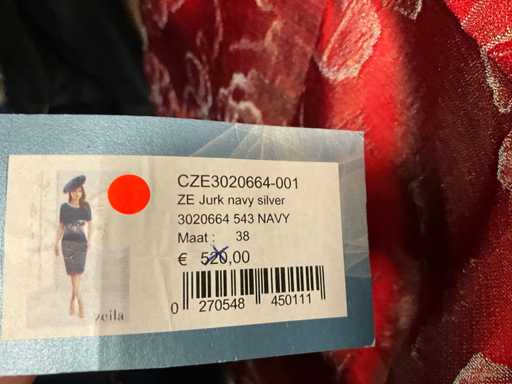 CZE3020664-001
ZE Jurk navy silver
3020664 543 NAVY
Maat : 38
€ 520,00
0 270548 450111
zeila